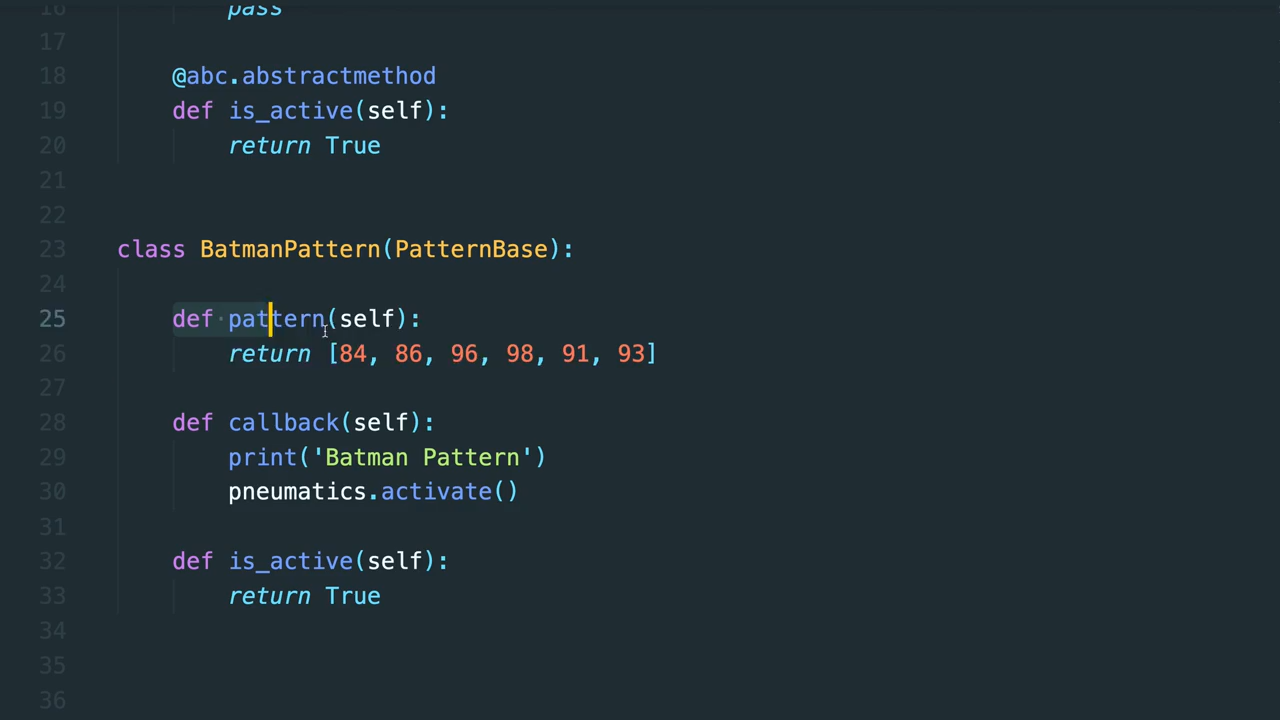 16 pass
17
18 @abc.abstractmethod
19 def is_active(self):
20 return True
21
22
23 class BatmanPattern(PatternBase):
24
25 def pattern(self):
26 return [84, 86, 96, 98, 91, 93]
27
28 def callback(self):
29 print('Batman Pattern')
30 pneumatics.activate()
31
32 def is_active(self):
33 return True
34
35
36